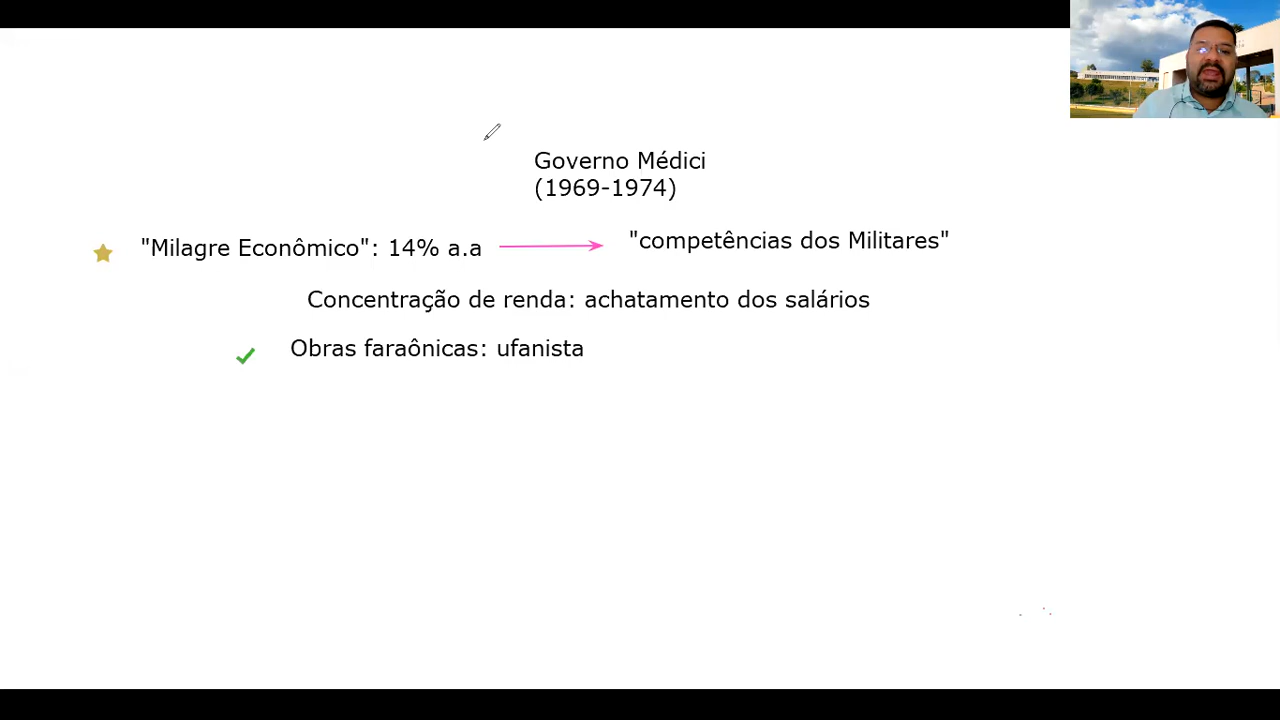 Governo Médici
(1969-1974)
"Milagre Econômico": 14% a.a
"competências dos Militares"
Concentração de renda: achatamento dos salários
Obras faraônicas: ufanista